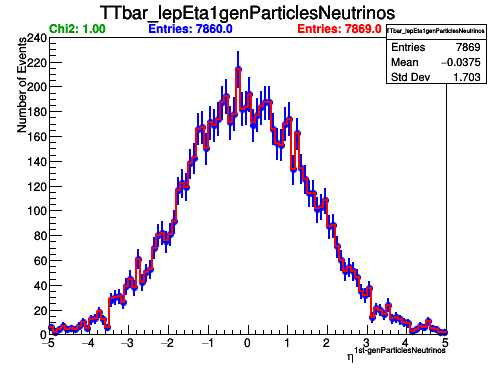 TTbar_lepEta1genParticlesNeutrinos
Chi2: 1.00 Entries: 7860.0 Entries: 7869.0
TTbar_lepEta1genParticlesNeutrinos
Entries 7869
Mean −0.0375
Std Dev 1.703
Number of Events
240
220
200
180
160
140
120
100
80
60
40
20
0
−5 −4 −3 −2 −1 0 1 2 3 4 5
η1st-genParticlesNeutrinos